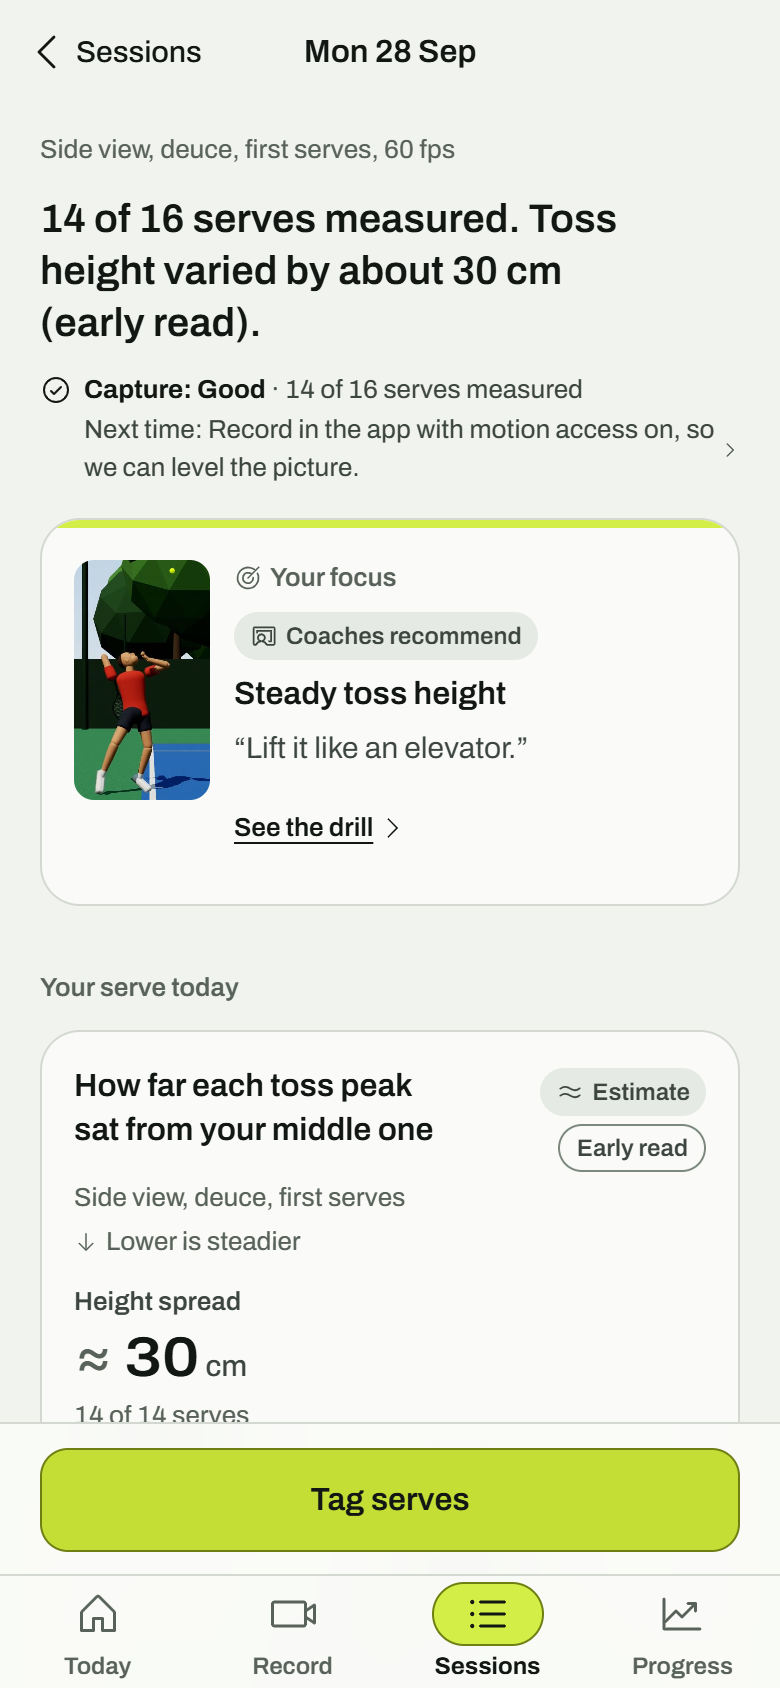 Sessions
Mon 28 Sep
Side view, deuce, first serves, 60 fps
14 of 16 serves measured. Toss
height varied by about 30 cm
(early read).
Capture: Good · 14 of 16 serves measured
Next time: Record in the app with motion access on, so
we can level the picture.
Your focus
Coaches recommend
Steady toss height
“Lift it like an elevator.”
See the drill
Your serve today
How far each toss peak
sat from your middle one
Estimate
Early read
Side view, deuce, first serves
↓ Lower is steadier
Height spread
≈ 30 cm
14 of 14 serves
Tag serves
Today
Record
Sessions
Progress